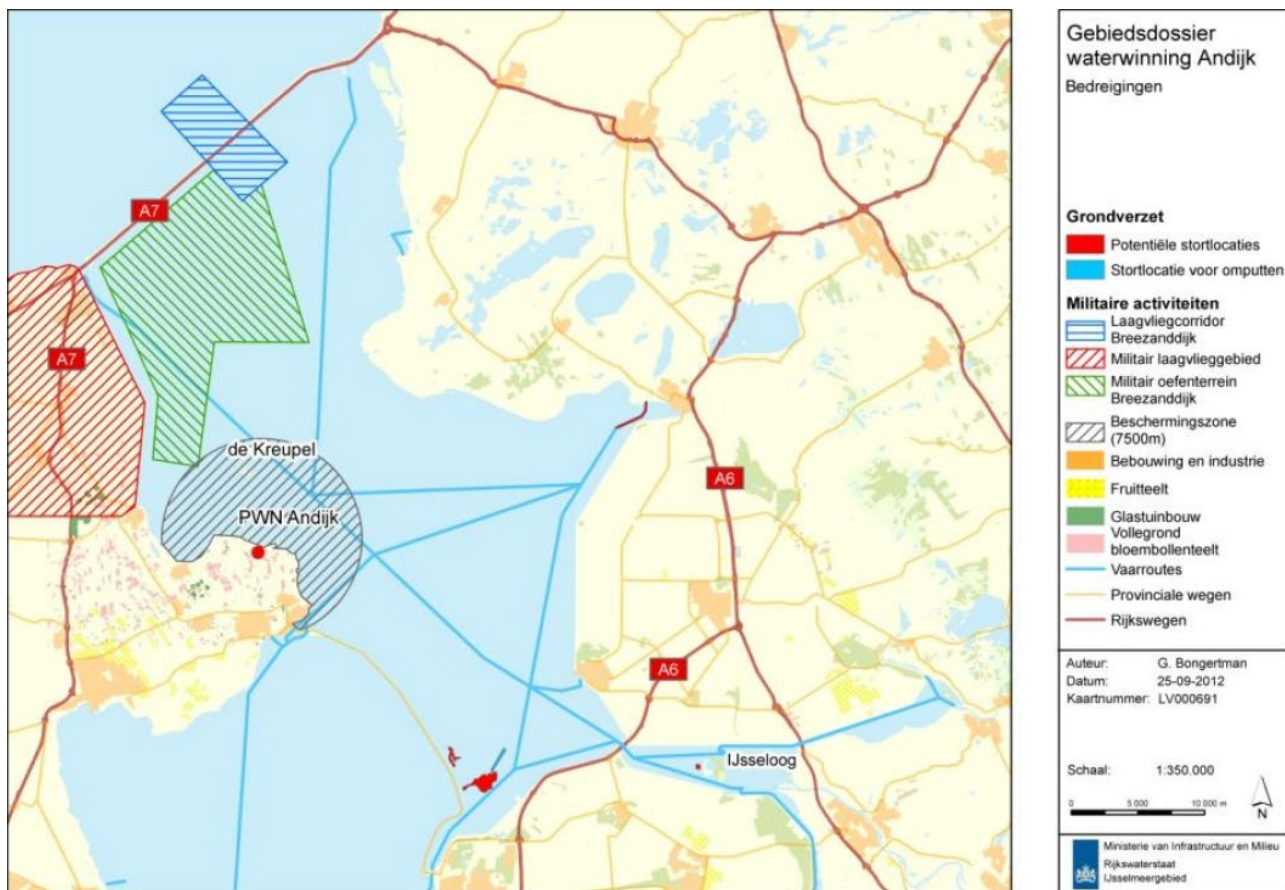 A7
A7
de Kreupel
PWN Andijk
A6
A6
IJsseloog
Gebiedsdossier
waterwinning Andijk
Bedreigingen
Grondverzet
Potentiële stortlocaties
Stortlocatie voor omputten
Militaire activiteiten
Laagvliegcorridor
Breezanddijk
Militair laagvlieggebied
Militair oefenterrein
Breezanddijk
Beschermingszone
(7500m)
Bebouwing en industrie
Fruitteelt
Glastuinbouw
Vollegrond
bloembollenteelt
Vaarroutes
Provinciale wegen
Rijkswegen
Auteur: G. Bongertman
Datum: 25-09-2012
Kaartnummer: LV000691
Schaal: 1:350.000
0 5 000 10 000 m
N
Ministerie van Infrastructuur en Milieu
Rijkswaterstaat
IJsselmeergebied